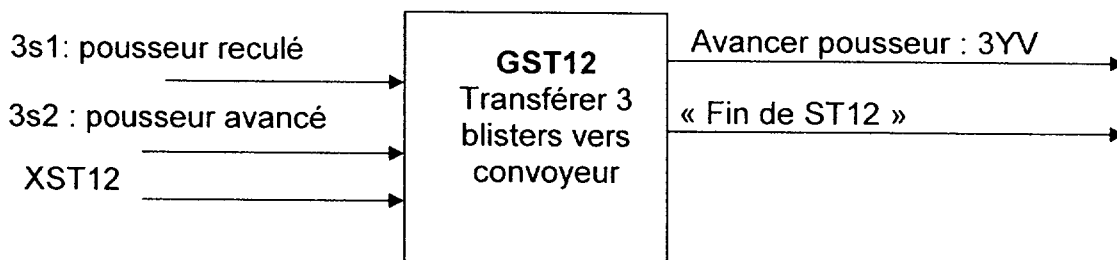 3s1: pousseur reculé
3s2 : pousseur avancé
XST12
GST12
Transférer 3
blisters vers
convoyeur
Avancer pousseur : 3YV
« Fin de ST12 »